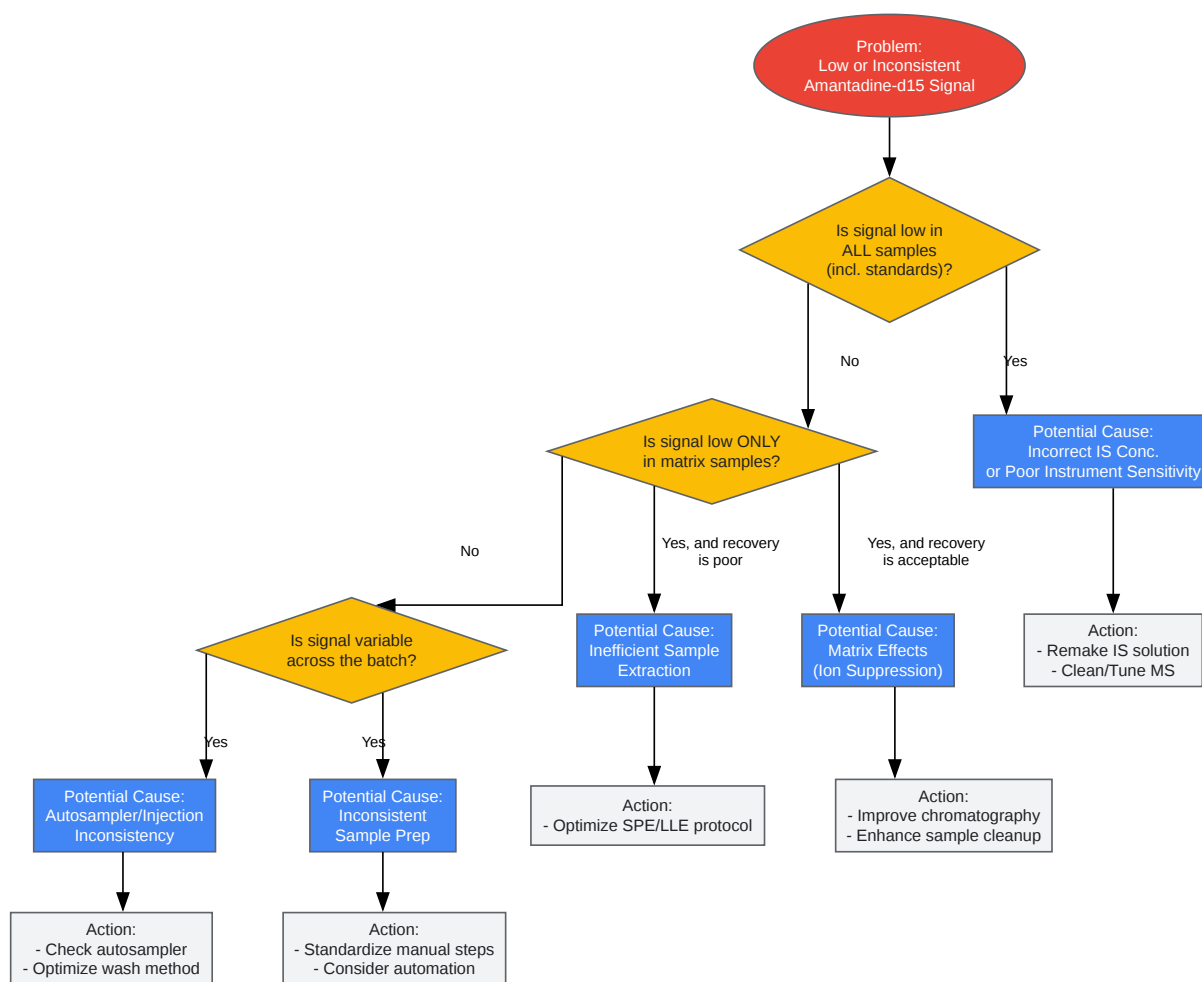 Problem:
Low or Inconsistent
Amantadine-d15 Signal
Is signal low in
ALL samples
(incl. standards)?
No
Yes
Is signal low ONLY
in matrix samples?
Potential Cause:
Incorrect IS Conc.
or Poor Instrument Sensitivity
No
Yes, and recovery
is poor
Yes, and recovery
is acceptable
Is signal variable
across the batch?
Potential Cause:
Inefficient Sample
Extraction
Potential Cause:
Matrix Effects
(Ion Suppression)
Action:
- Remake IS solution
- Clean/Tune MS
Yes
Yes
Potential Cause:
Autosampler/Injection
Inconsistency
Potential Cause:
Inconsistent
Sample Prep
Action:
- Optimize SPE/LLE protocol
Action:
- Improve chromatography
- Enhance sample cleanup
Action:
- Check autosampler
- Optimize wash method
Action:
- Standardize manual steps
- Consider automation